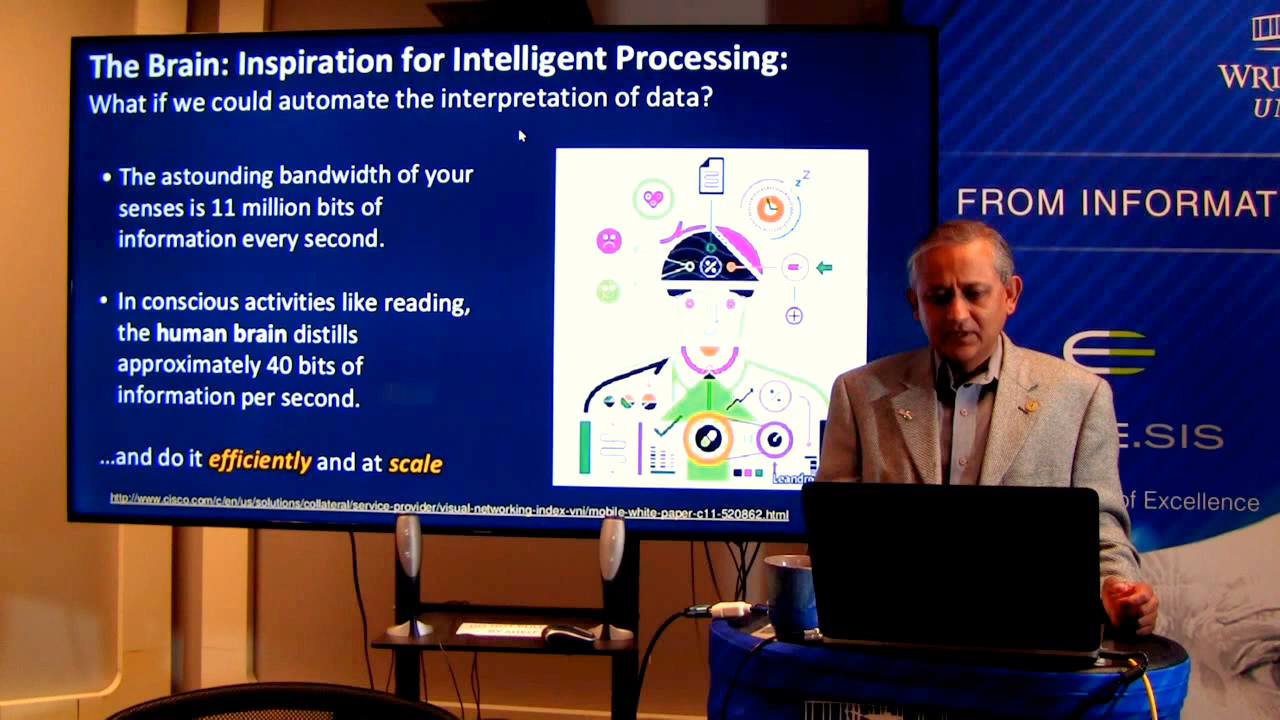 The Brain: Inspiration for Intelligent Processing:
What if we could automate the interpretation of data?
• The astounding bandwidth of your
senses is 11 million bits of
information every second.
• In conscious activities like reading,
the human brain distills
approximately 40 bits of
information per second.
...and do it efficiently and at scale
http://www.cisco.com/c/en/us/solutions/collateral/service-provider/visual-networking-index-vni/mobile-white-paper-c11-520862.html
z Z
Leandro
WRI
UN
FROM INFORMAT
E.SIS
of Excellence